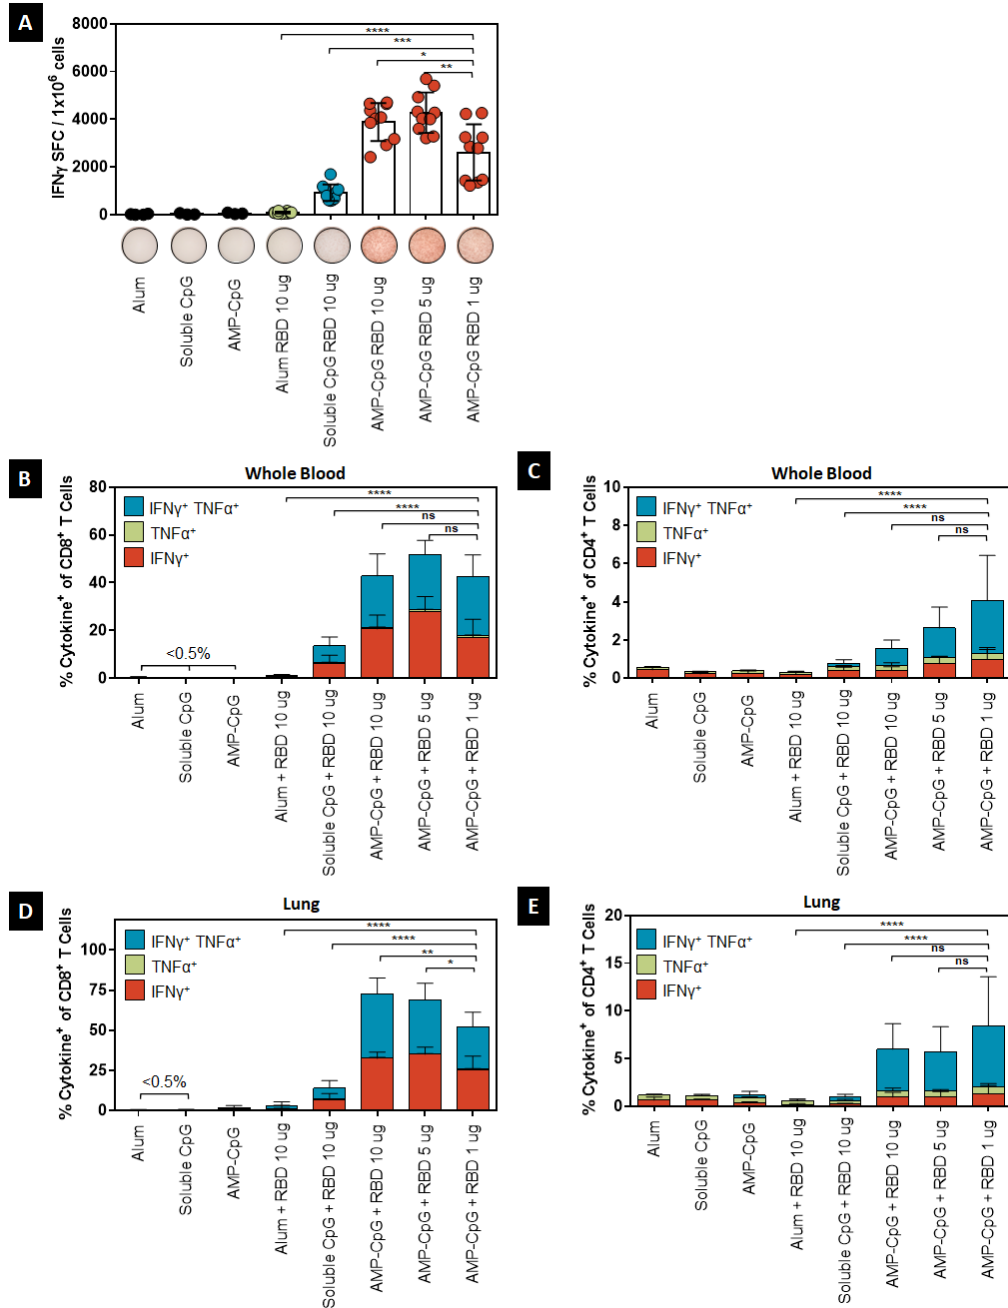 A
8000
6000
4000
2000
0
IFNγ SFC / 1x10⁶ cells
****
***
*
**
Alum
Soluble CpG
AMP-CpG
Alum RBD 10 ug
Soluble CpG RBD 10 ug
AMP-CpG RBD 10 ug
AMP-CpG RBD 5 ug
AMP-CpG RBD 1 ug
B
Whole Blood
80
60
40
20
0
% Cytokine⁺ of CD8⁺ T Cells
IFNγ⁺ TNFα⁺
TNFα⁺
IFNγ⁺
****
****
ns
ns
<0.5%
Alum
Soluble CpG
AMP-CpG
Alum + RBD 10 ug
Soluble CpG + RBD 10 ug
AMP-CpG + RBD 10 ug
AMP-CpG + RBD 5 ug
AMP-CpG + RBD 1 ug
C
Whole Blood
10
8
6
4
2
0
% Cytokine⁺ of CD4⁺ T Cells
IFNγ⁺ TNFα⁺
TNFα⁺
IFNγ⁺
****
****
ns
ns
Alum
Soluble CpG
AMP-CpG
Alum + RBD 10 ug
Soluble CpG + RBD 10 ug
AMP-CpG + RBD 10 ug
AMP-CpG + RBD 5 ug
AMP-CpG + RBD 1 ug
D
Lung
100
75
50
25
0
% Cytokine⁺ of CD8⁺ T Cells
IFNγ⁺ TNFα⁺
TNFα⁺
IFNγ⁺
****
****
**
*
<0.5%
Alum
Soluble CpG
AMP-CpG
Alum + RBD 10 ug
Soluble CpG + RBD 10 ug
AMP-CpG + RBD 10 ug
AMP-CpG + RBD 5 ug
AMP-CpG + RBD 1 ug
E
Lung
20
15
10
5
0
% Cytokine⁺ of CD4⁺ T Cells
IFNγ⁺ TNFα⁺
TNFα⁺
IFNγ⁺
****
****
ns
ns
Alum
Soluble CpG
AMP-CpG
Alum + RBD 10 ug
Soluble CpG + RBD 10 ug
AMP-CpG + RBD 10 ug
AMP-CpG + RBD 5 ug
AMP-CpG + RBD 1 ug